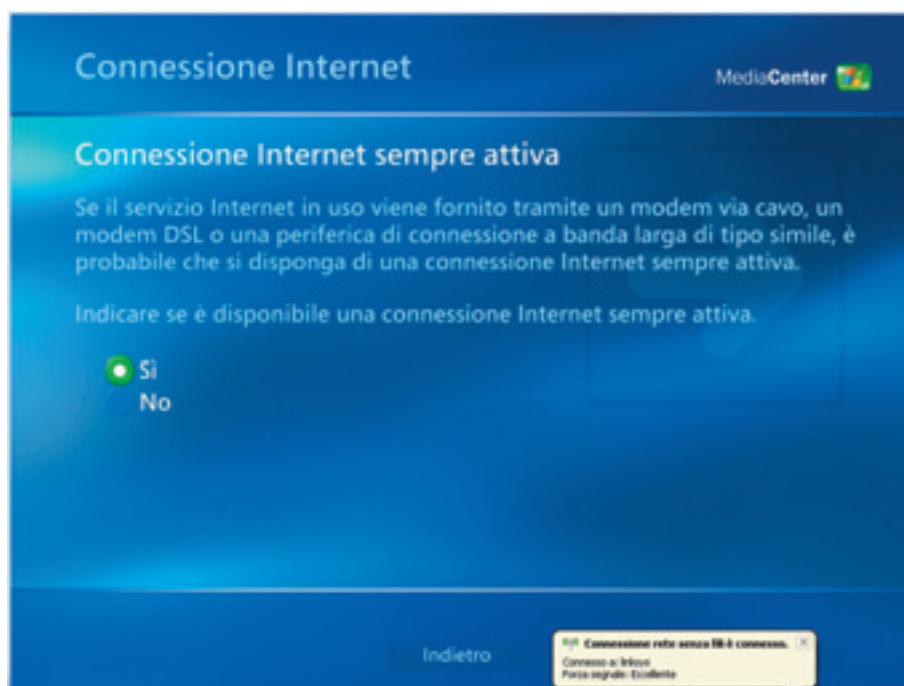 Connessione Internet
MediaCenter
Connessione Internet sempre attiva
Se il servizio Internet in uso viene fornito tramite un modem via cavo, un
modem DSL o una periferica di connessione a banda larga di tipo simile, è
probabile che si disponga di una connessione Internet sempre attiva.
Indicare se è disponibile una connessione Internet sempre attiva.
Sì
No
Indietro
Connessione rete senza fili è connesso.
Connesso a: linksys
Forza segnale: Eccellente